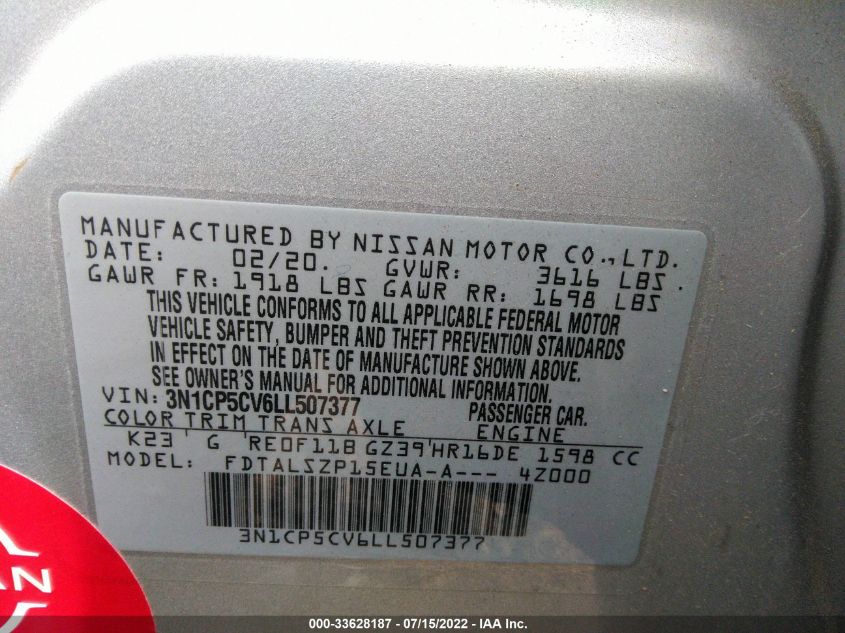 MANUFACTURED BY NISSAN MOTOR CO., LTD.
DATE: 02/20. GVWR: 3616 LBS.
GAWR FR: 1918 LBS GAWR RR: 1698 LBS
THIS VEHICLE CONFORMS TO ALL APPLICABLE FEDERAL MOTOR
VEHICLE SAFETY, BUMPER AND THEFT PREVENTION STANDARDS
IN EFFECT ON THE DATE OF MANUFACTURE SHOWN ABOVE.
SEE OWNER'S MANUAL FOR ADDITIONAL INFORMATION.
VIN: 3N1CP5CV6LL507377 PASSENGER CAR.
COLOR TRIM TRANS AXLE ENGINE
K23 G RE0F11B GZ39 HR16DE 1598 CC
MODEL: FDTALSZP15EUA-A--- 4Z000
3N1CP5CV6LL507377
000-33628187 - 07/15/2022 - IAA Inc.